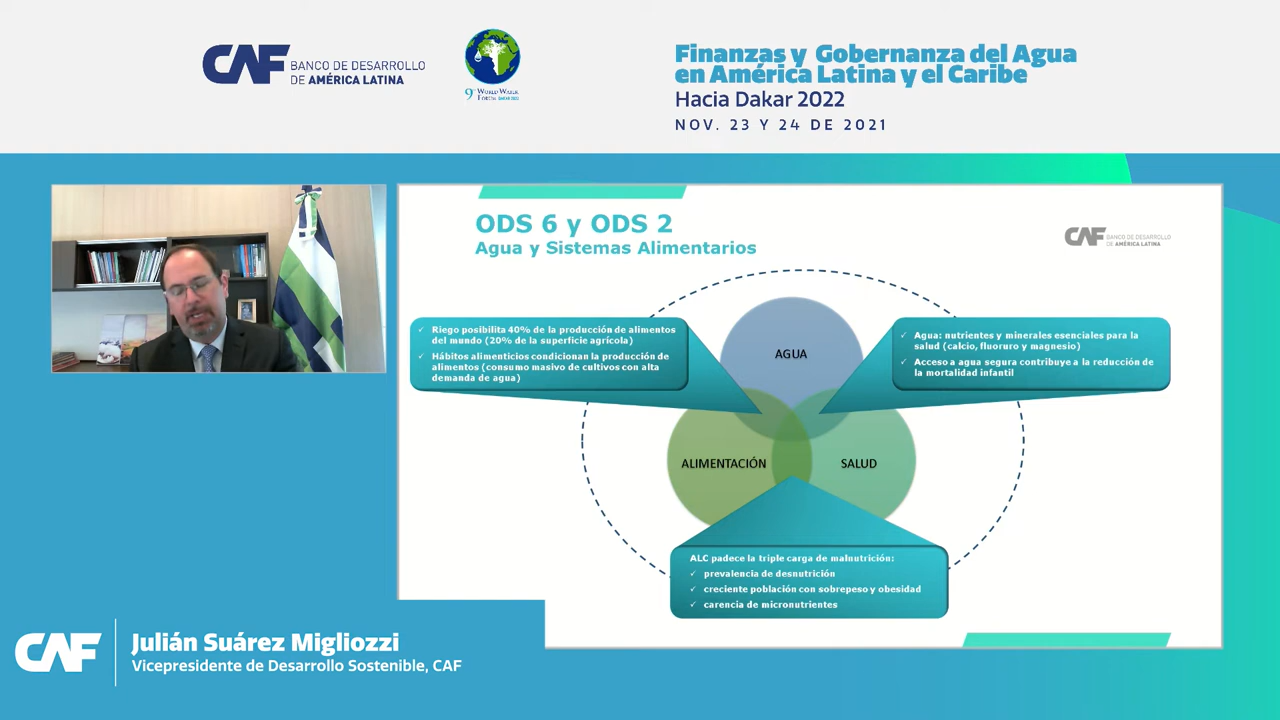 CAF BANCO DE DESARROLLO
DE AMÉRICA LATINA
9º WORLD WATER
FORUM DAKAR 2022
Finanzas y Gobernanza del Agua
en América Latina y el Caribe
Hacia Dakar 2022
NOV. 23 Y 24 DE 2021
ODS 6 y ODS 2
Agua y Sistemas Alimentarios
CAF BANCO DE DESARROLLO
DE AMÉRICA LATINA
✓ Riego posibilita 40% de la producción de alimentos
del mundo (20% de la superficie agrícola)
✓ Hábitos alimenticios condicionan la producción de
alimentos (consumo masivo de cultivos con alta
demanda de agua)
AGUA
✓ Agua: nutrientes y minerales esenciales para la
salud (calcio, fluoruro y magnesio)
✓ Acceso a agua segura contribuye a la reducción de
la mortalidad infantil
ALIMENTACIÓN
SALUD
ALC padece la triple carga de malnutrición:
✓ prevalencia de desnutrición
✓ creciente población con sobrepeso y obesidad
✓ carencia de micronutrientes
CAF
Julián Suárez Migliozzi
Vicepresidente de Desarrollo Sostenible, CAF